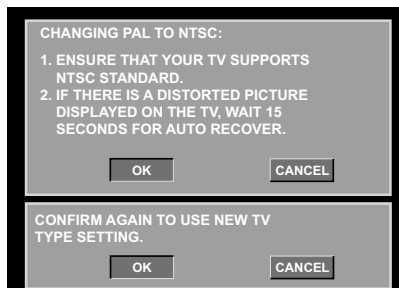 CHANGING PAL TO NTSC:
1. ENSURE THAT YOUR TV SUPPORTS
NTSC STANDARD.
2. IF THERE IS A DISTORTED PICTURE
DISPLAYED ON THE TV, WAIT 15
SECONDS FOR AUTO RECOVER.
OK CANCEL
CONFIRM AGAIN TO USE NEW TV
TYPE SETTING.
OK CANCEL